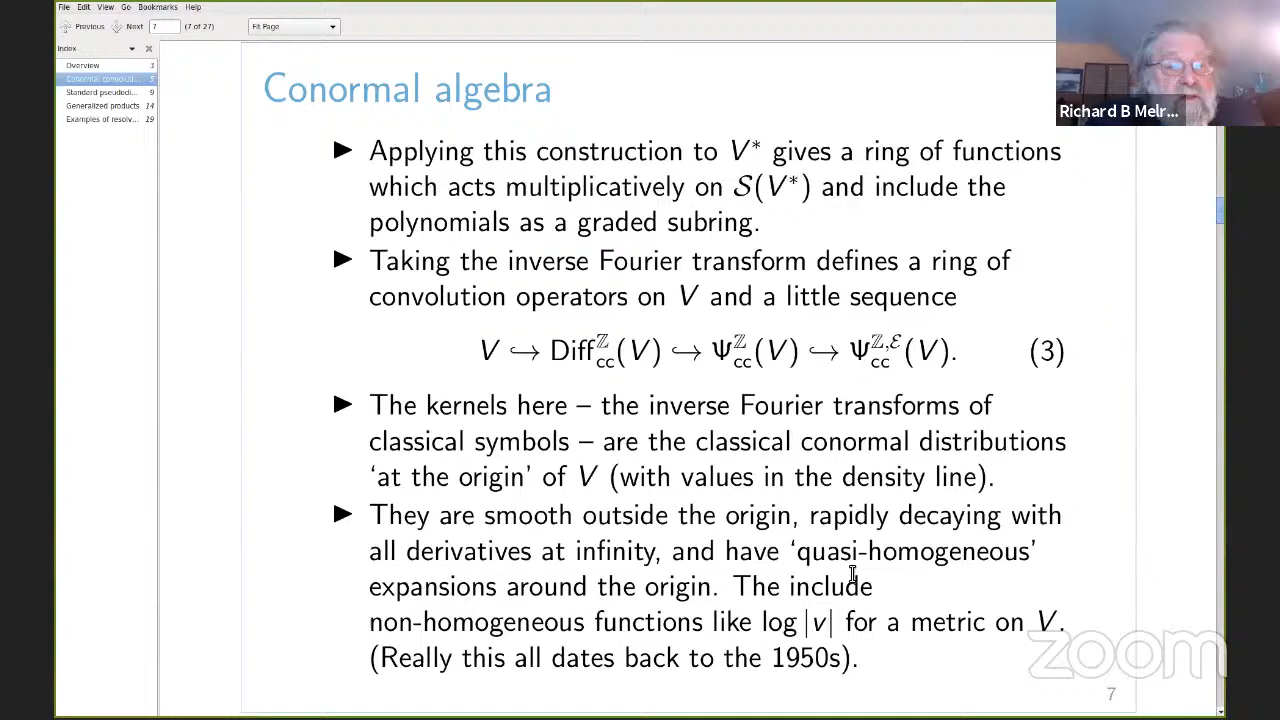 File Edit View Go Bookmarks Help
Previous Next 7 (7 of 27) Fit Page
Index
Overview 3
Conormal convoluti... 5
Standard pseudodi... 9
Generalized products 14
Examples of resolv... 19
Richard B Melr...
Conormal algebra
▶ Applying this construction to V* gives a ring of functions
which acts multiplicatively on 𝒮(V*) and include the
polynomials as a graded subring.
▶ Taking the inverse Fourier transform defines a ring of
convolution operators on V and a little sequence
V ↪ Diff^ℤ_cc(V) ↪ Ψ^ℤ_cc(V) ↪ Ψ^{ℤ,ℰ}_cc(V). (3)
▶ The kernels here – the inverse Fourier transforms of
classical symbols – are the classical conormal distributions
‘at the origin’ of V (with values in the density line).
▶ They are smooth outside the origin, rapidly decaying with
all derivatives at infinity, and have ‘quasi-homogeneous’
expansions around the origin. The include
non-homogeneous functions like log |v| for a metric on V.
(Really this all dates back to the 1950s).
zoom
7